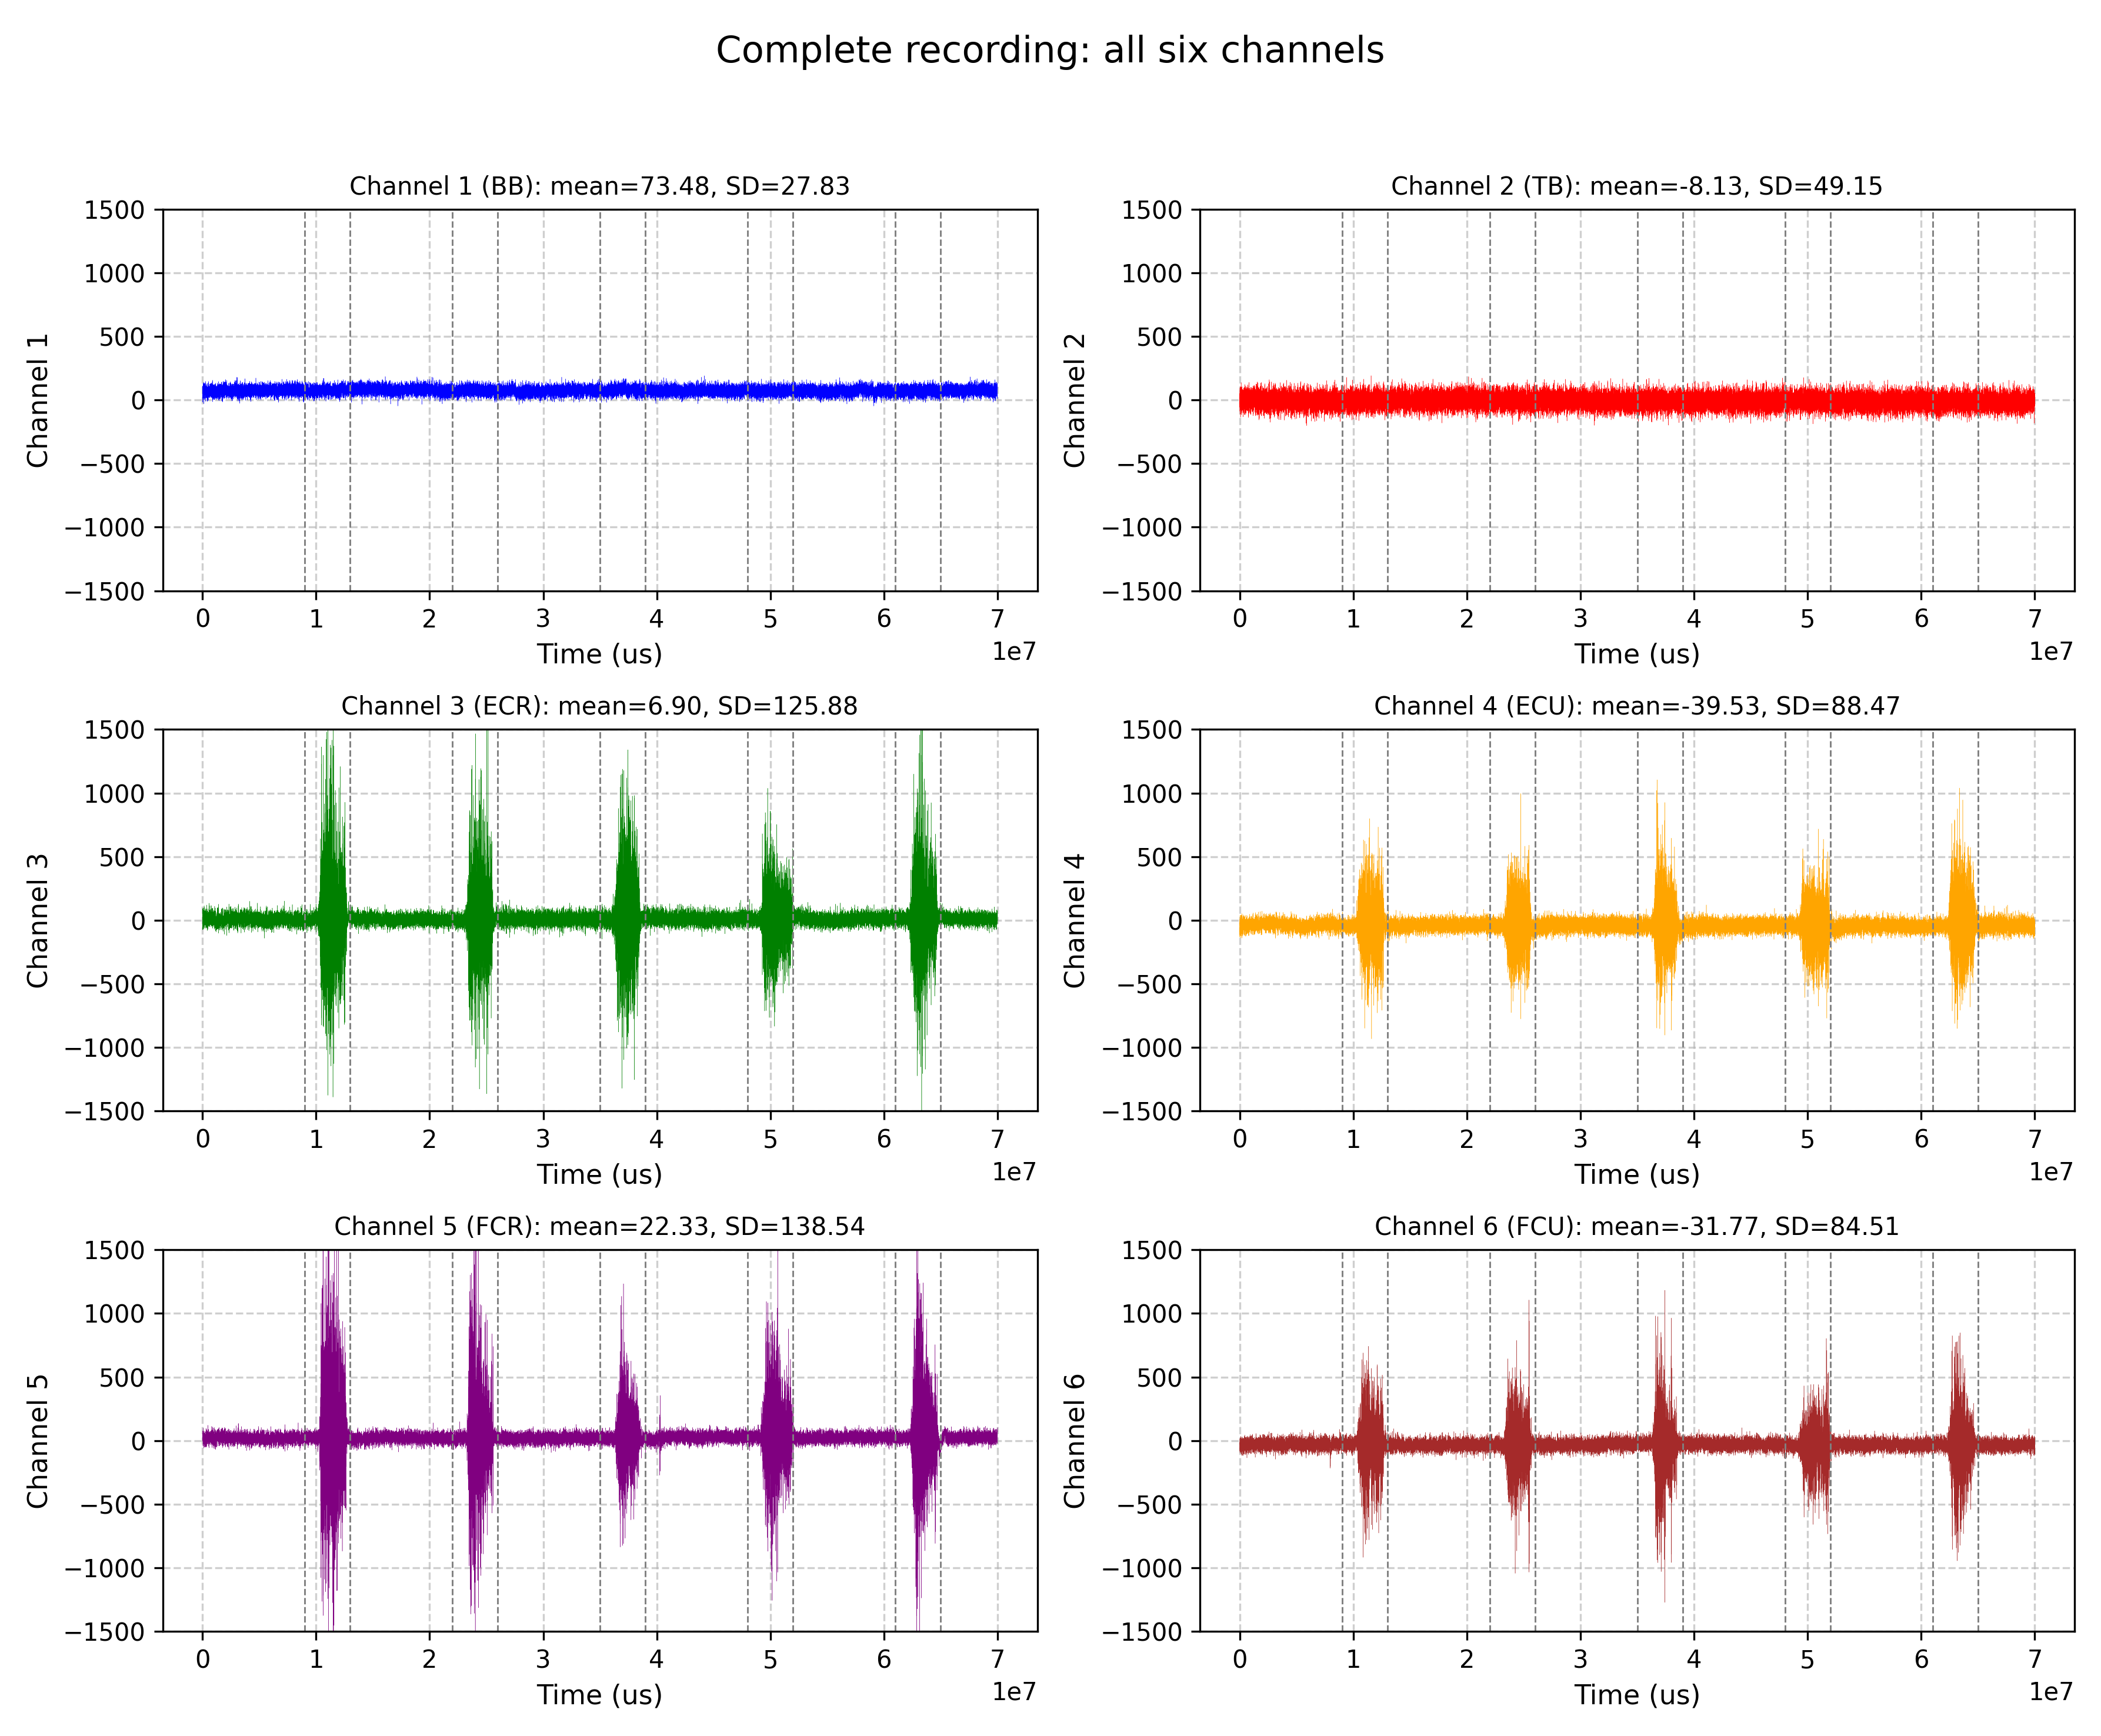 Complete recording: all six channels
Channel 1 (BB): mean=73.48, SD=27.83
1500
1000
500
0
−500
−1000
−1500
Channel 1
0 1 2 3 4 5 6 7
1e7
Time (us)
Channel 2 (TB): mean=-8.13, SD=49.15
1500
1000
500
0
−500
−1000
−1500
Channel 2
0 1 2 3 4 5 6 7
1e7
Time (us)
Channel 3 (ECR): mean=6.90, SD=125.88
1500
1000
500
0
−500
−1000
−1500
Channel 3
0 1 2 3 4 5 6 7
1e7
Time (us)
Channel 4 (ECU): mean=-39.53, SD=88.47
1500
1000
500
0
−500
−1000
−1500
Channel 4
0 1 2 3 4 5 6 7
1e7
Time (us)
Channel 5 (FCR): mean=22.33, SD=138.54
1500
1000
500
0
−500
−1000
−1500
Channel 5
0 1 2 3 4 5 6 7
1e7
Time (us)
Channel 6 (FCU): mean=-31.77, SD=84.51
1500
1000
500
0
−500
−1000
−1500
Channel 6
0 1 2 3 4 5 6 7
1e7
Time (us)